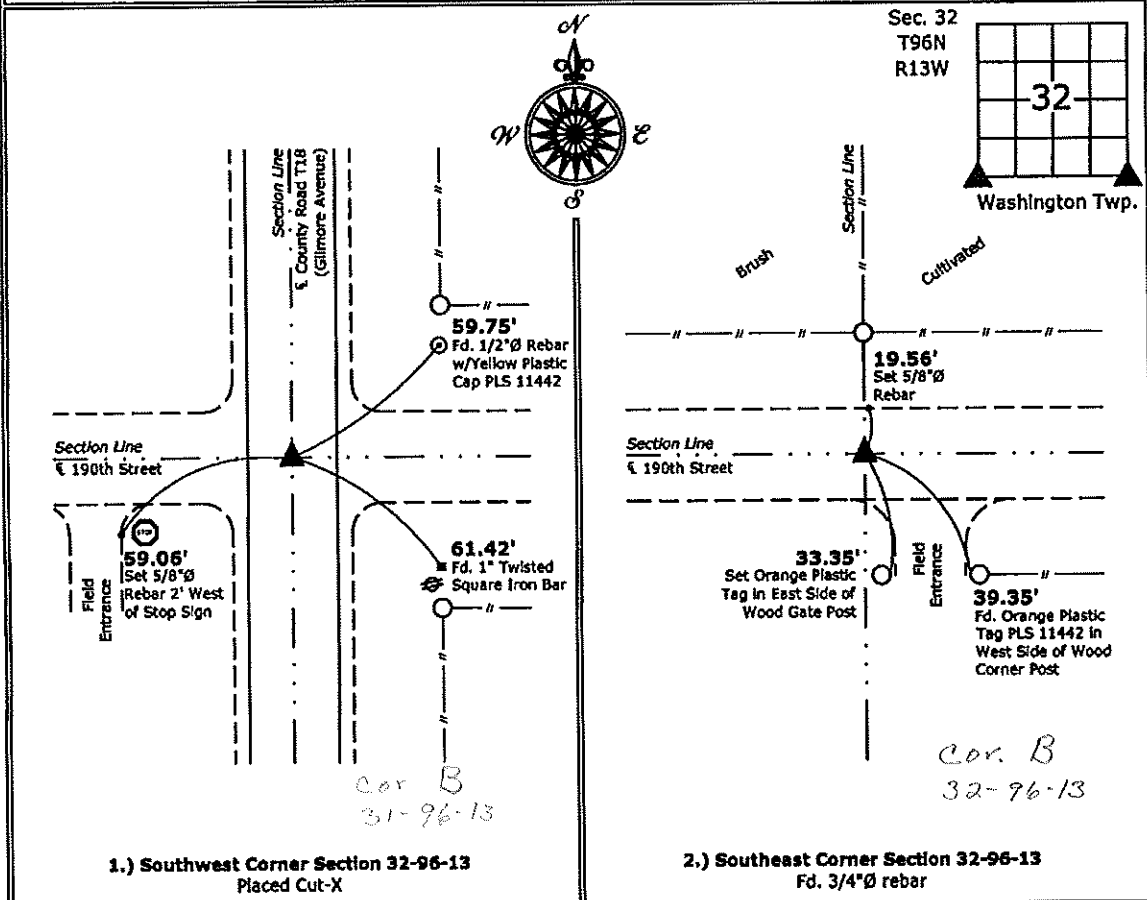 N
W
E
S
Sec. 32
T96N
R13W
32
Washington Twp.
Section Line
℄ County Road T18
(Gilmore Avenue)
59.75'
Fd. 1/2"Ø Rebar
w/Yellow Plastic
Cap PLS 11442
Section Line
℄ 190th Street
STOP
59.06'
Set 5/8"Ø
Rebar 2' West
of Stop Sign
Field
Entrance
61.42'
Fd. 1" Twisted
Square Iron Bar
Cor B
31-96-13
1.) Southwest Corner Section 32-96-13
Placed Cut-X
Section Line
Brush
Cultivated
19.56'
Set 5/8"Ø
Rebar
Section Line
℄ 190th Street
33.35'
Set Orange Plastic
Tag in East Side of
Wood Gate Post
Field
Entrance
39.35'
Fd. Orange Plastic
Tag PLS 11442 in
West Side of Wood
Corner Post
Cor. B
32-96-13
2.) Southeast Corner Section 32-96-13
Fd. 3/4"Ø rebar